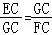 EC/GC = GC/FC